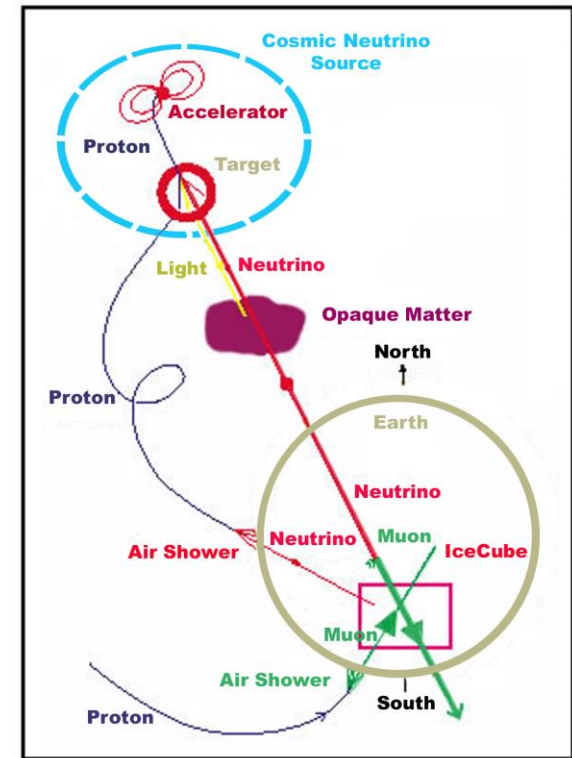 Cosmic Neutrino
Source
Accelerator
Proton
Target
Light
Neutrino
Opaque Matter
North
Proton
Earth
Neutrino
Air Shower
Neutrino
Muon
IceCube
Muon
Air Shower
South
Proton